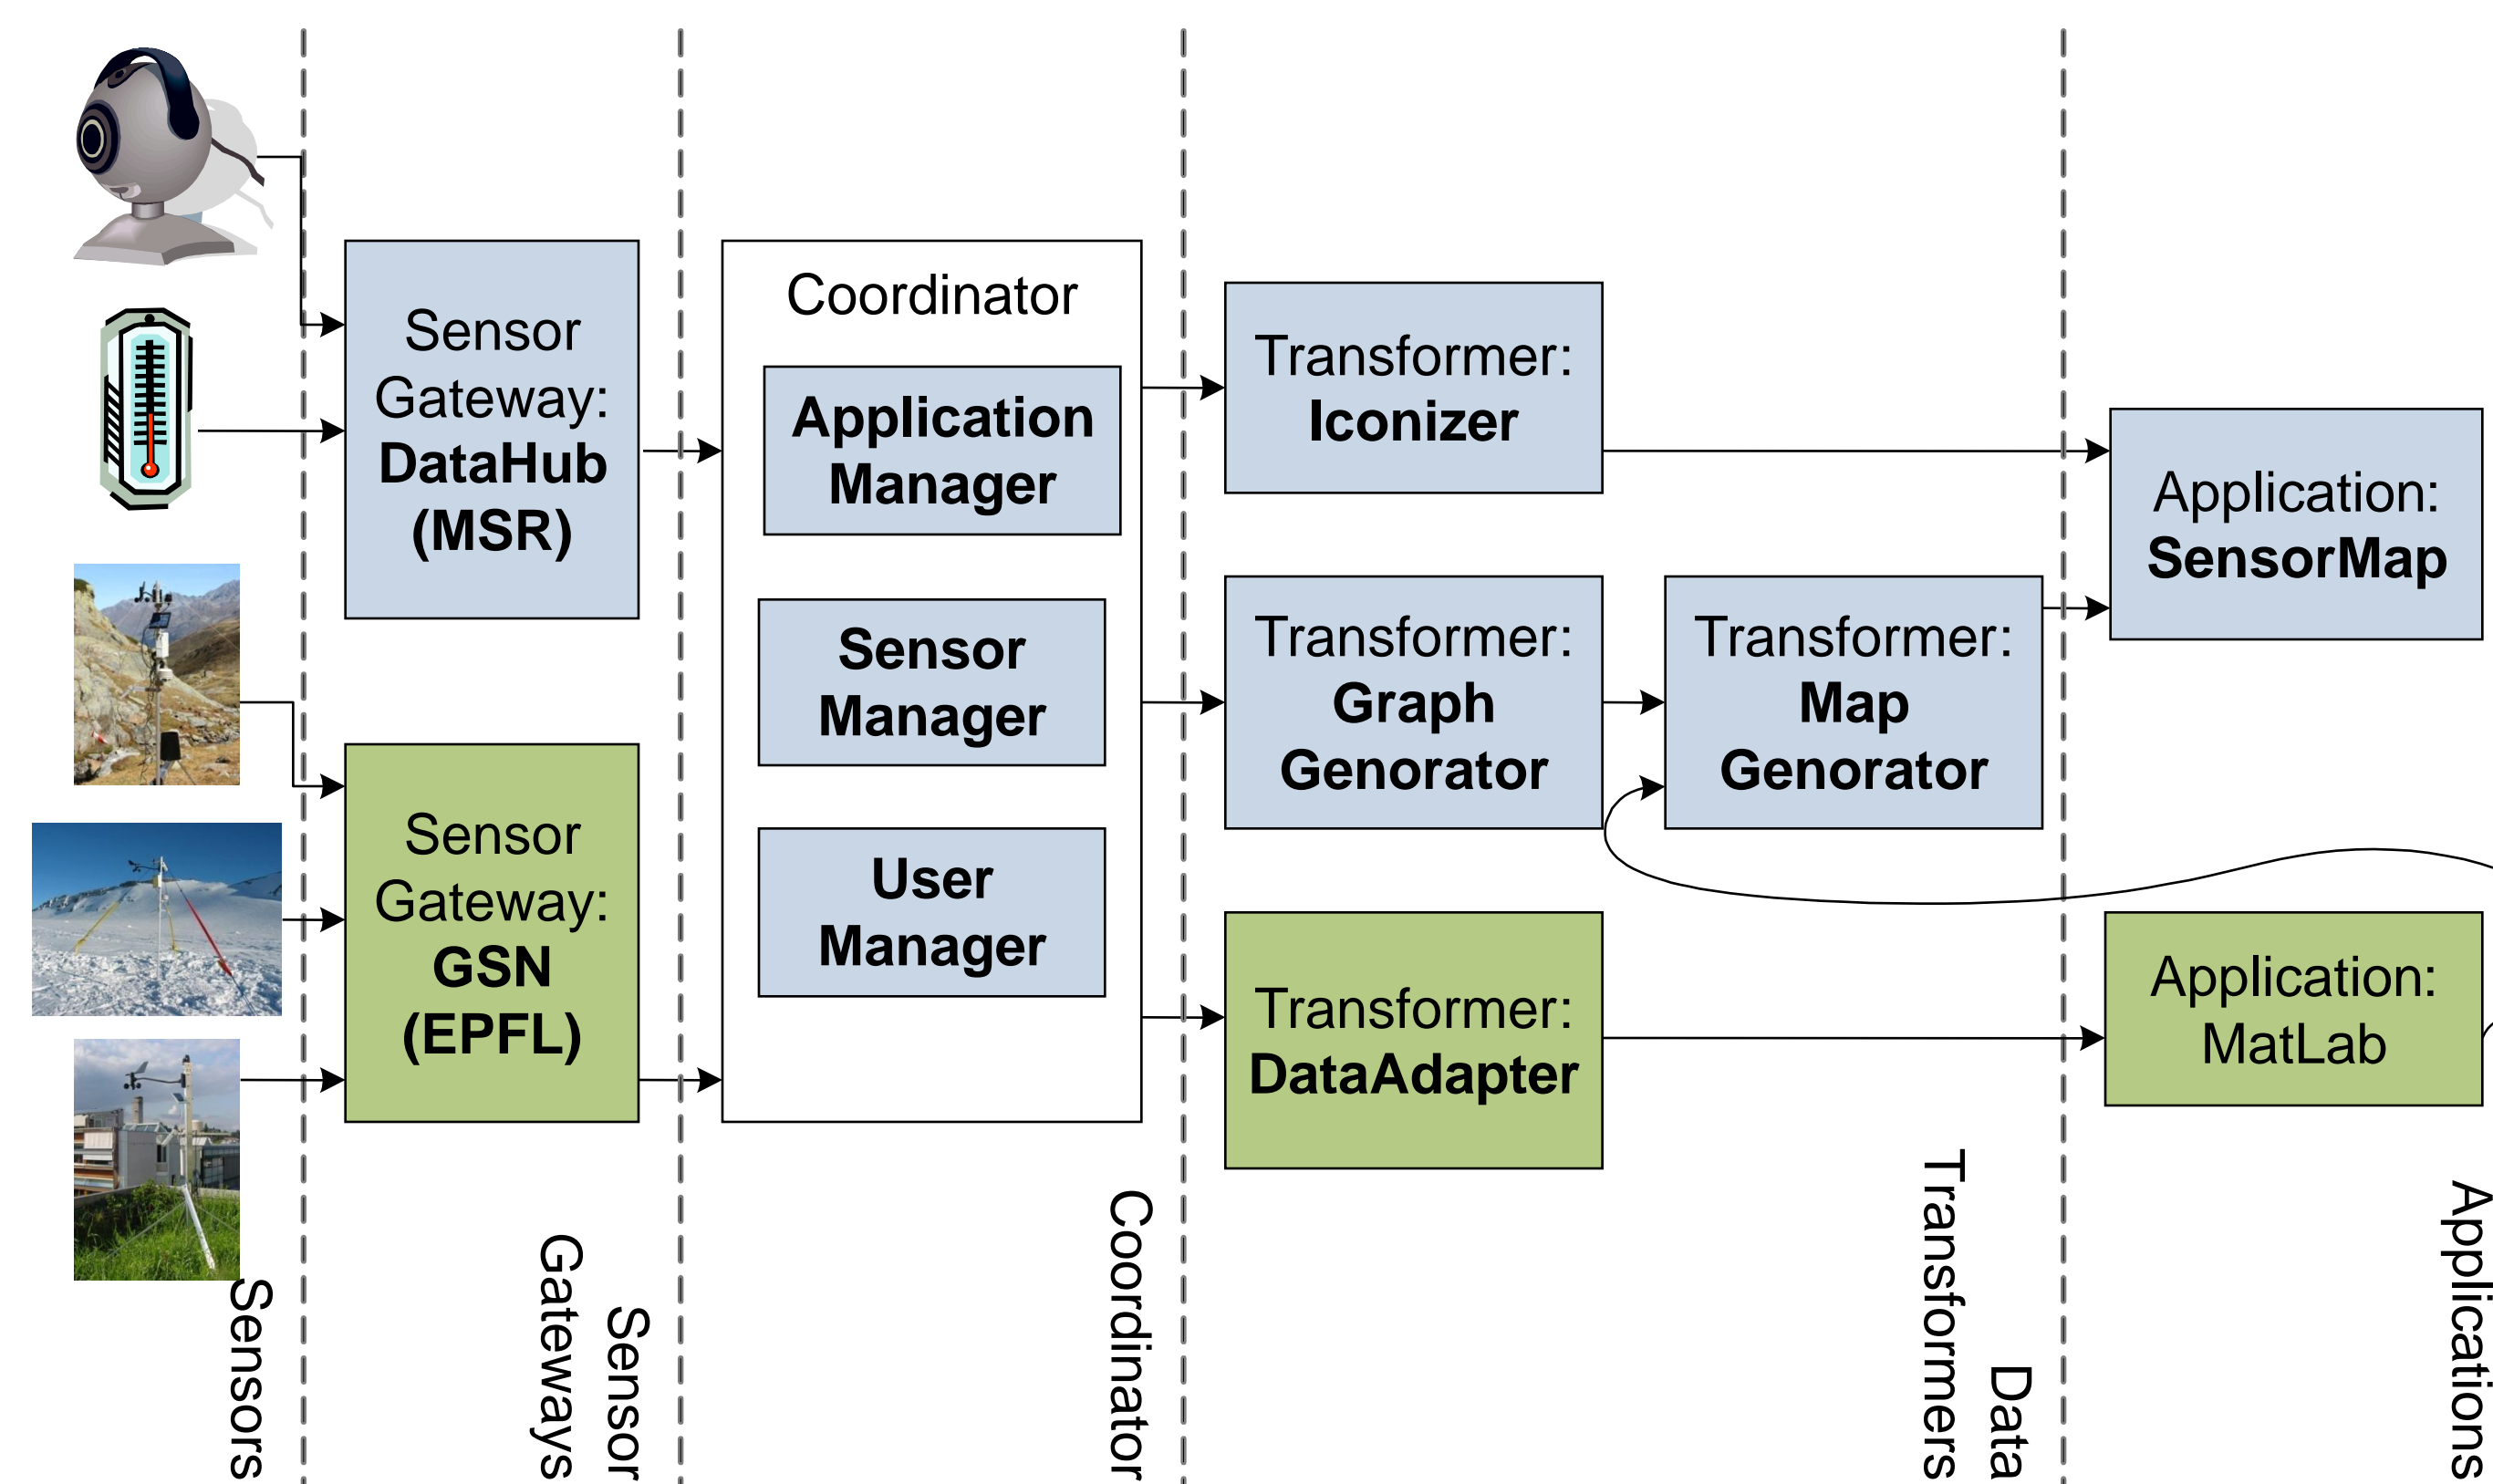 Sensor
Gateway:
DataHub
(MSR)
Sensor
Gateway:
GSN
(EPFL)
Coordinator
Application
Manager
Sensor
Manager
User
Manager
Transformer:
Iconizer
Transformer:
Graph
Genorator
Transformer:
Map
Genorator
Transformer:
DataAdapter
Application:
SensorMap
Application:
MatLab
Sensors
Sensor
Gateways
Coordinator
Data
Transformers
Applications